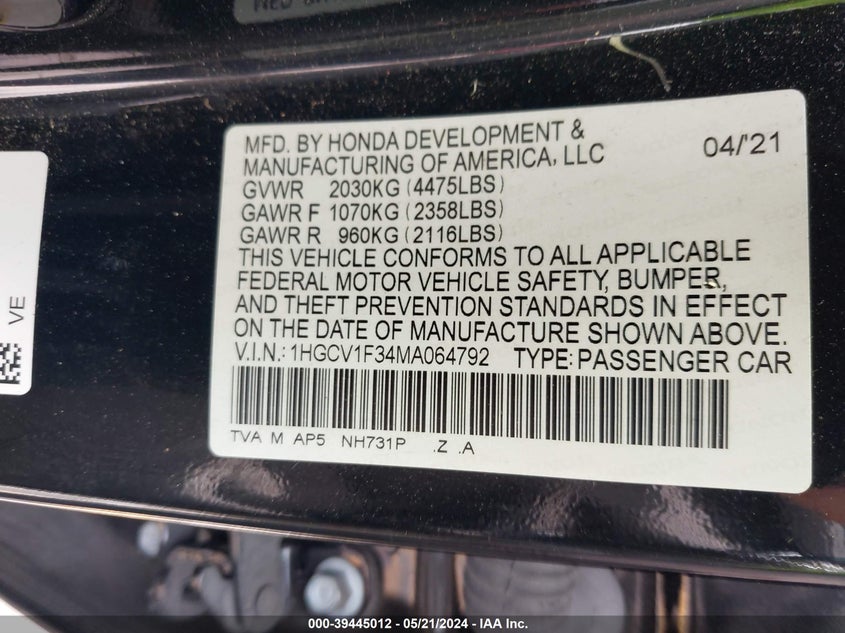 MFD. BY HONDA DEVELOPMENT &
MANUFACTURING OF AMERICA, LLC 04/'21
GVWR 2030KG (4475LBS)
GAWR F 1070KG (2358LBS)
GAWR R 960KG (2116LBS)
THIS VEHICLE CONFORMS TO ALL APPLICABLE
FEDERAL MOTOR VEHICLE SAFETY, BUMPER,
AND THEFT PREVENTION STANDARDS IN EFFECT
ON THE DATE OF MANUFACTURE SHOWN ABOVE.
V.I.N.: 1HGCV1F34MA064792 TYPE: PASSENGER CAR
TVA M AP5 NH731P .Z .A
VE
000-39445012 - 05/21/2024 - IAA Inc.